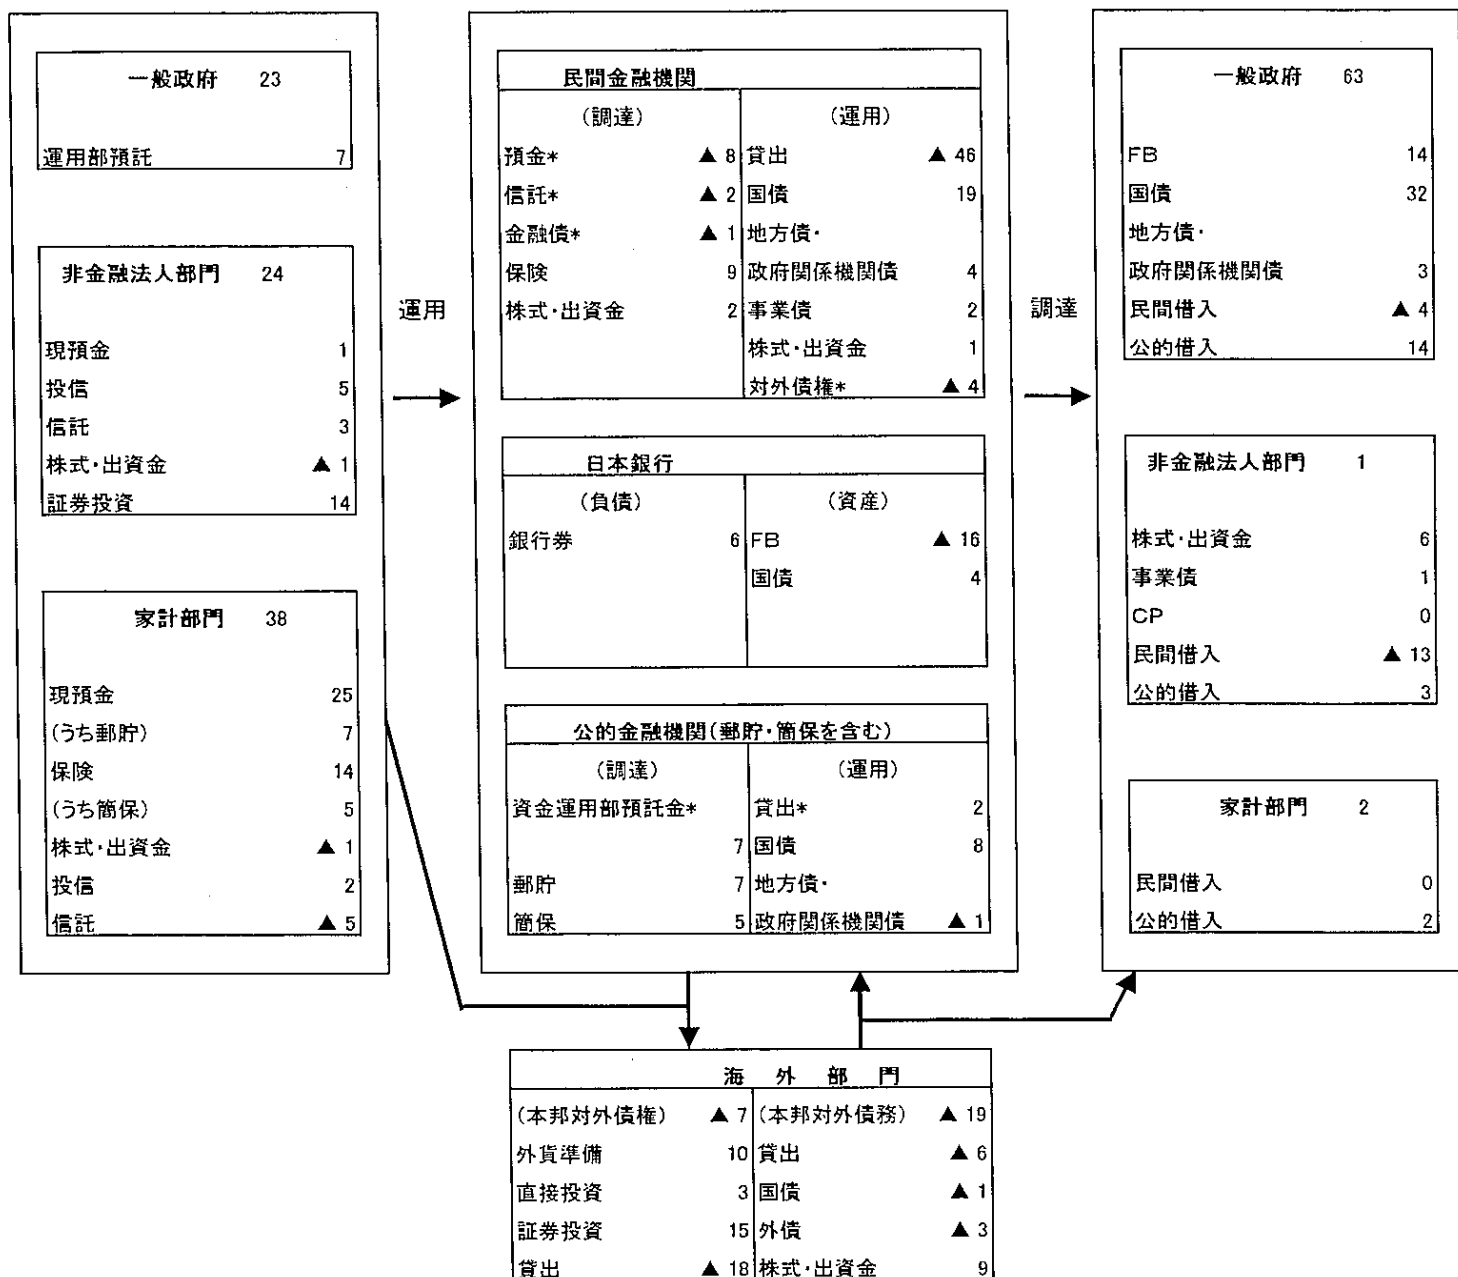 一般政府 23
運用部預託 7
非金融法人部門 24
現預金 1
投信 5
信託 3
株式・出資金 ▲ 1
証券投資 14
家計部門 38
現預金 25
(うち郵貯) 7
保険 14
(うち簡保) 5
株式・出資金 ▲ 1
投信 2
信託 ▲ 5
運用
民間金融機関
(調達) (運用)
預金* ▲ 8 貸出 ▲ 46
信託* ▲ 2 国債 19
金融債* ▲ 1 地方債・
保険 9 政府関係機関債 4
株式・出資金 2 事業債 2
株式・出資金 1
対外債権* ▲ 4
日本銀行
(負債) (資産)
銀行券 6 FB ▲ 16
国債 4
公的金融機関(郵貯・簡保を含む)
(調達) (運用)
資金運用部預託金* 貸出* 2
7 国債 8
郵貯 7 地方債・
簡保 5 政府関係機関債 ▲ 1
調達
一般政府 63
FB 14
国債 32
地方債・
政府関係機関債 3
民間借入 ▲ 4
公的借入 14
非金融法人部門 1
株式・出資金 6
事業債 1
CP 0
民間借入 ▲ 13
公的借入 3
家計部門 2
民間借入 0
公的借入 2
海外部門
(本邦対外債権) ▲ 7 (本邦対外債務) ▲ 19
外貨準備 10 貸出 ▲ 6
直接投資 3 国債 ▲ 1
証券投資 15 外債 ▲ 3
貸出 ▲ 18 株式・出資金 9